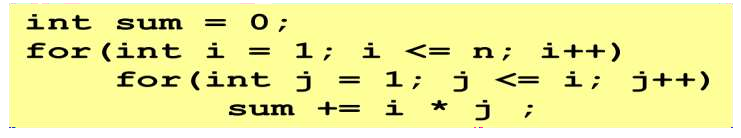 int sum = 0;
for(int i = 1; i <= n; i++)
for(int j = 1; j <= i; j++)
sum += i * j ;